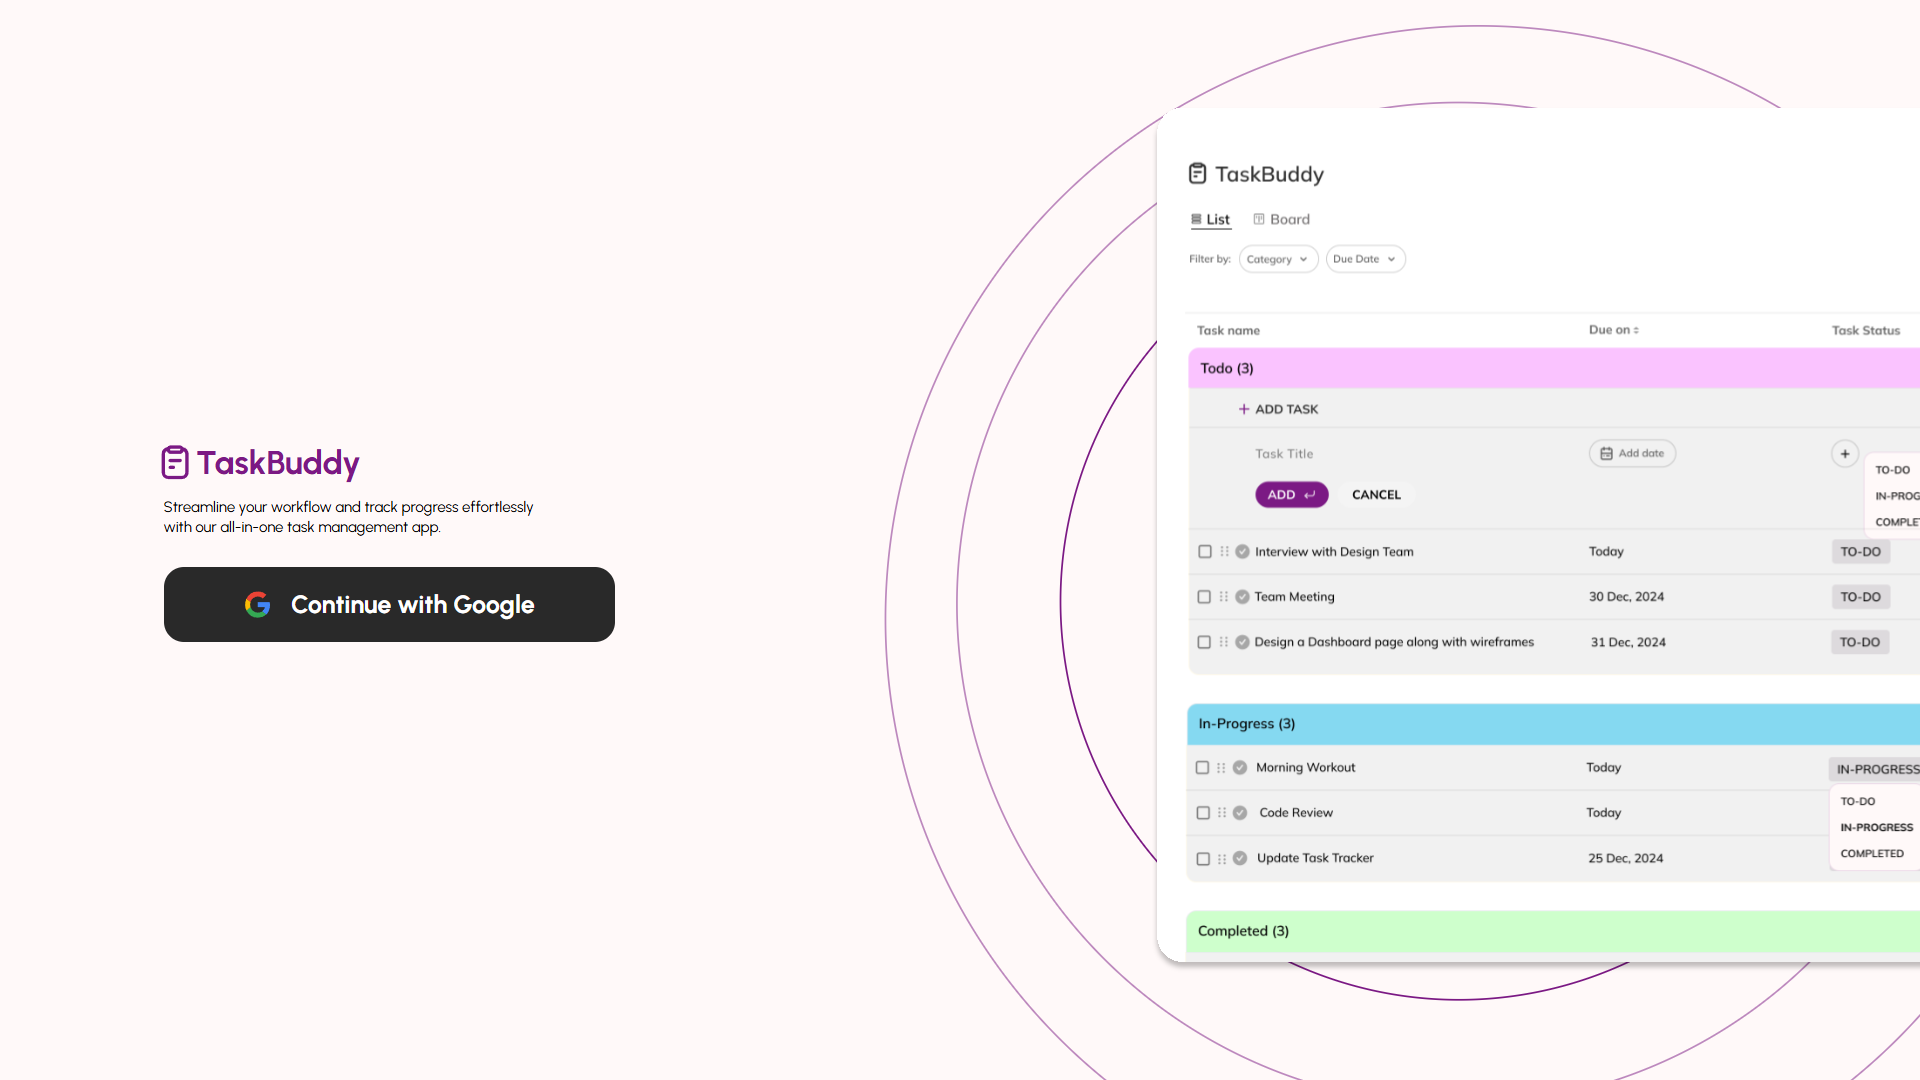 TaskBuddy
Streamline your workflow and track progress effortlessly
with our all-in-one task management app.
Continue with Google
TaskBuddy
List Board
Filter by: Category Due Date
Task name Due on Task Status
Todo (3)
+ ADD TASK
Task Title Add date +
TO-DO
ADD CANCEL
IN-PROG
COMPLET
Interview with Design Team Today TO-DO
Team Meeting 30 Dec, 2024 TO-DO
Design a Dashboard page along with wireframes 31 Dec, 2024 TO-DO
In-Progress (3)
Morning Workout Today IN-PROGRESS
TO-DO
Code Review Today
IN-PROGRESS
Update Task Tracker 25 Dec, 2024
COMPLETED
Completed (3)